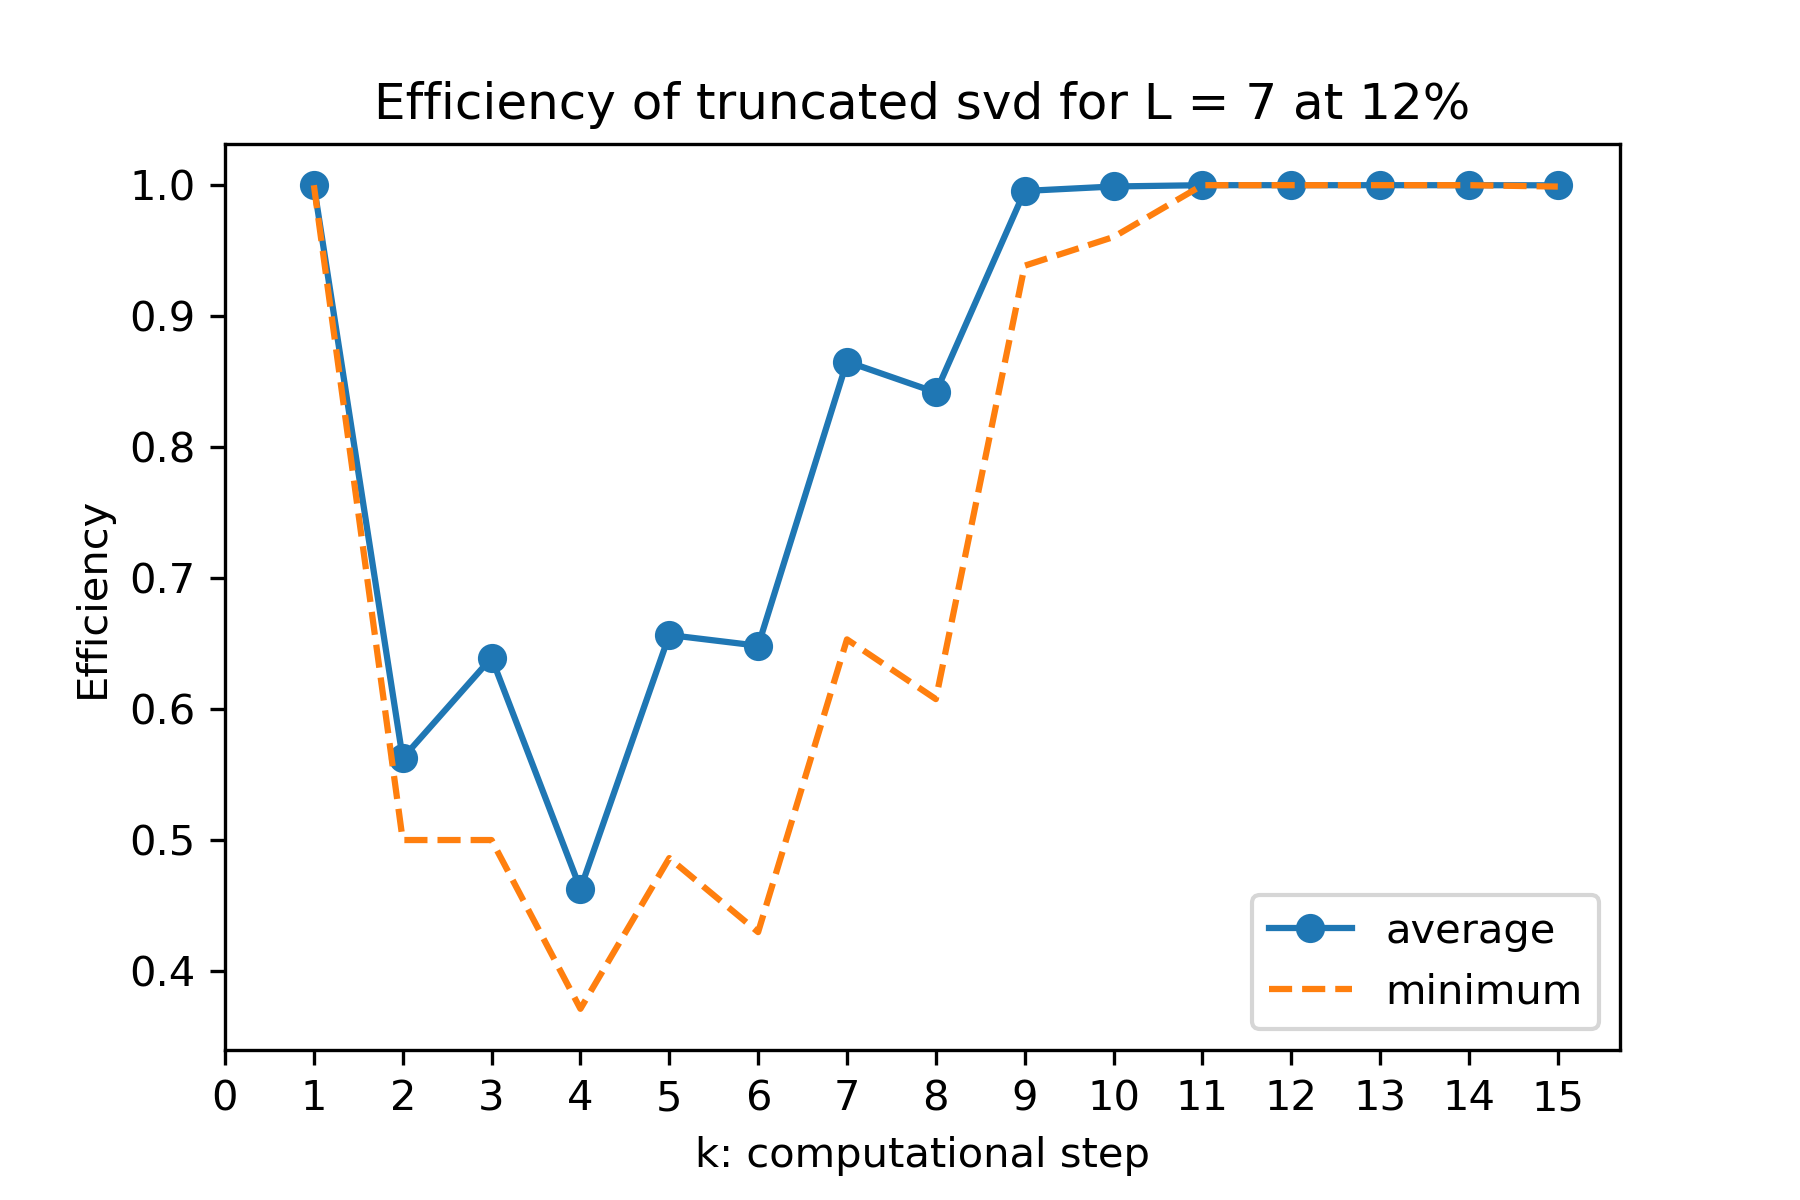 Efficiency of truncated svd for L = 7 at 12%
1.0
0.9
0.8
0.7
0.6
0.5
0.4
Efficiency
average
minimum
0 1 2 3 4 5 6 7 8 9 10 11 12 13 14 15
k: computational step